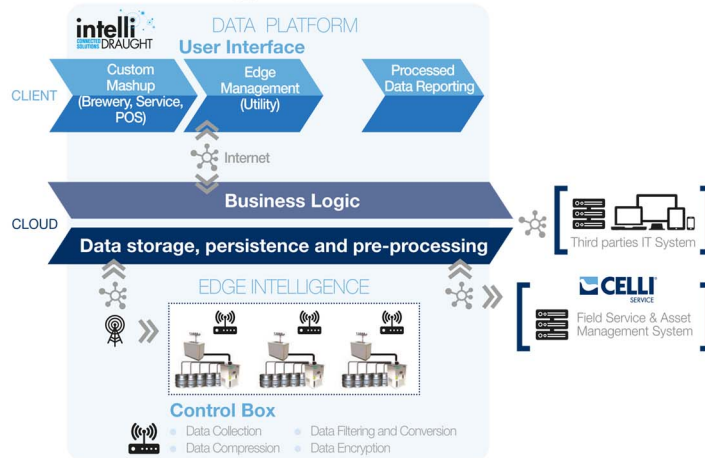 intelli
CONNECTED
SOLUTIONS
DRAUGHT
DATA PLATFORM
User Interface
CLIENT
Custom
Mashup
(Brewery, Service,
POS)
Edge
Management
(Utility)
Processed
Data Reporting
Internet
Business Logic
CLOUD
Data storage, persistence and pre-processing
Third parties IT System
EDGE INTELLIGENCE
CELLI
SERVICE
Field Service & Asset
Management System
Control Box
Data Collection
Data Filtering and Conversion
Data Compression
Data Encryption